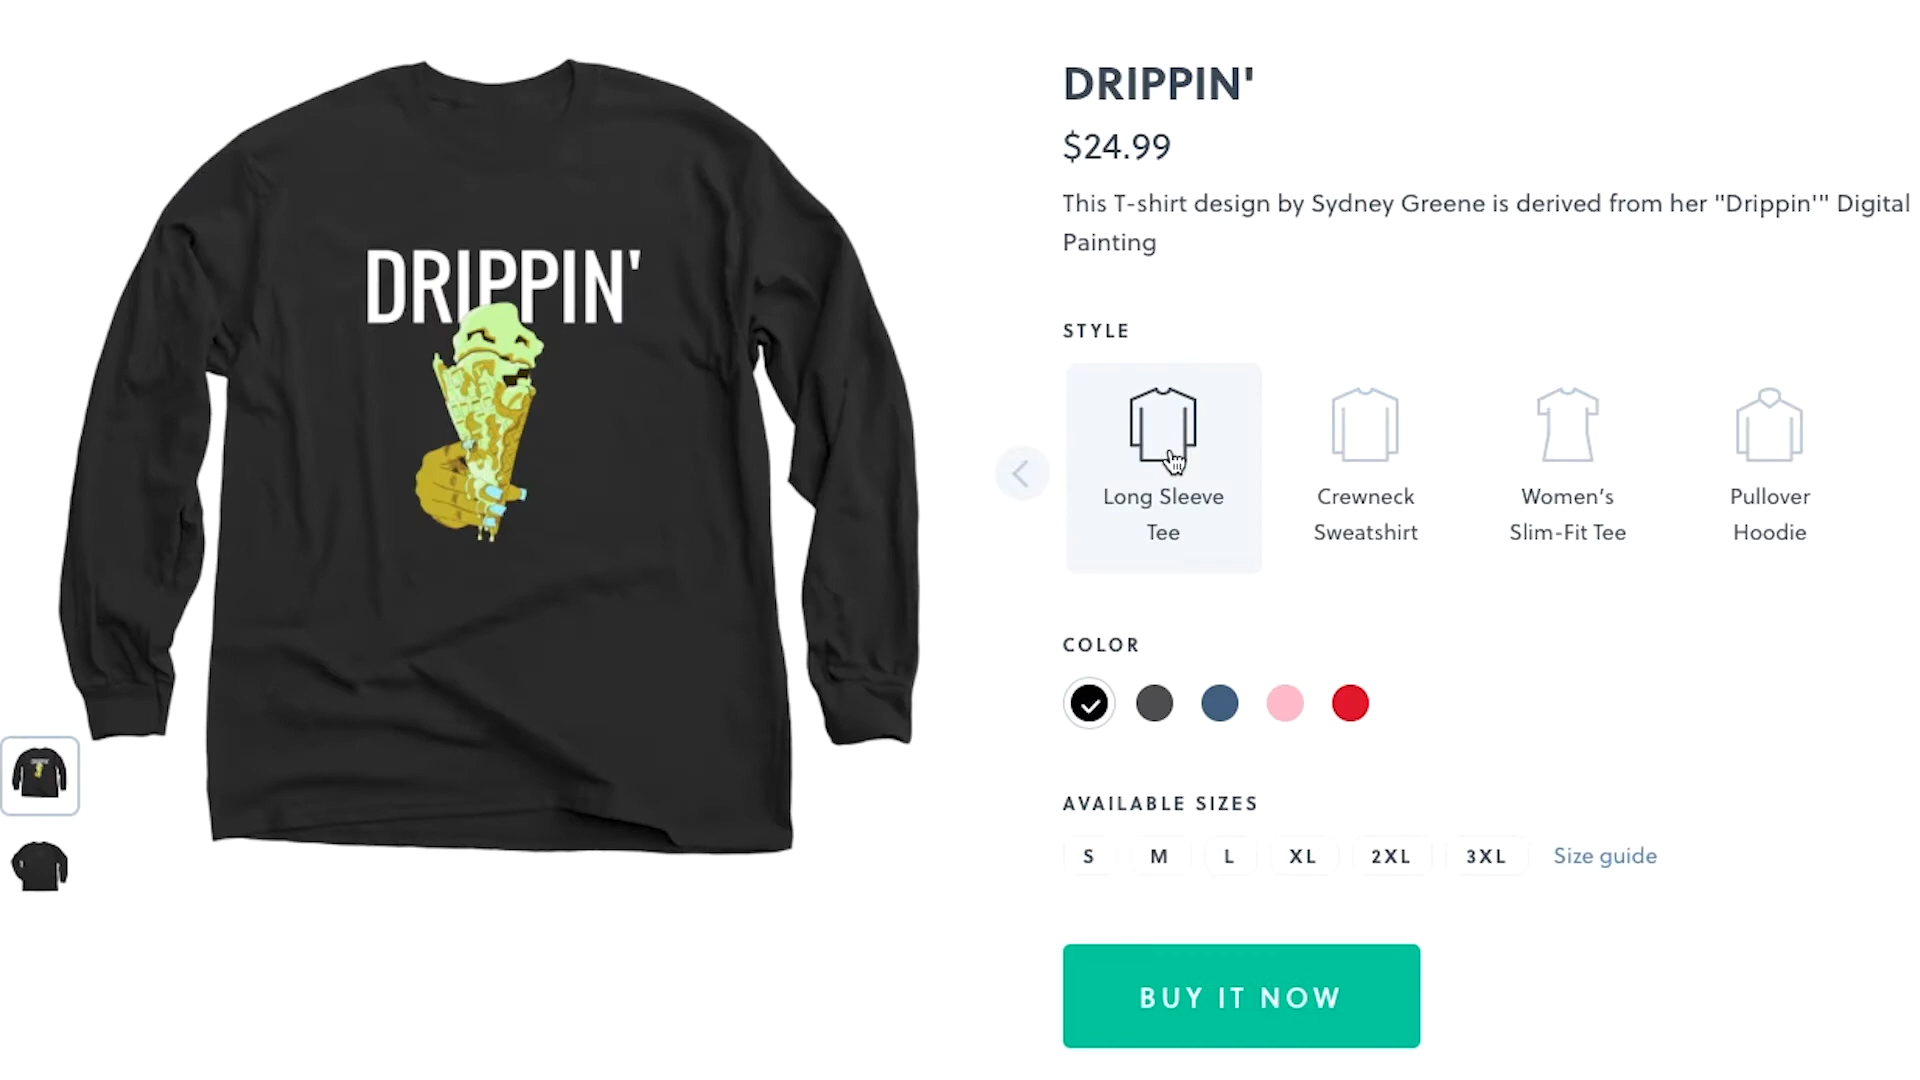 DRIPPIN'
DRIPPIN'
$24.99
This T-shirt design by Sydney Greene is derived from her "Drippin'" Digital
Painting
STYLE
Long Sleeve
Tee
Crewneck
Sweatshirt
Women’s
Slim-Fit Tee
Pullover
Hoodie
COLOR
AVAILABLE SIZES
S M L XL 2XL 3XL Size guide
BUY IT NOW